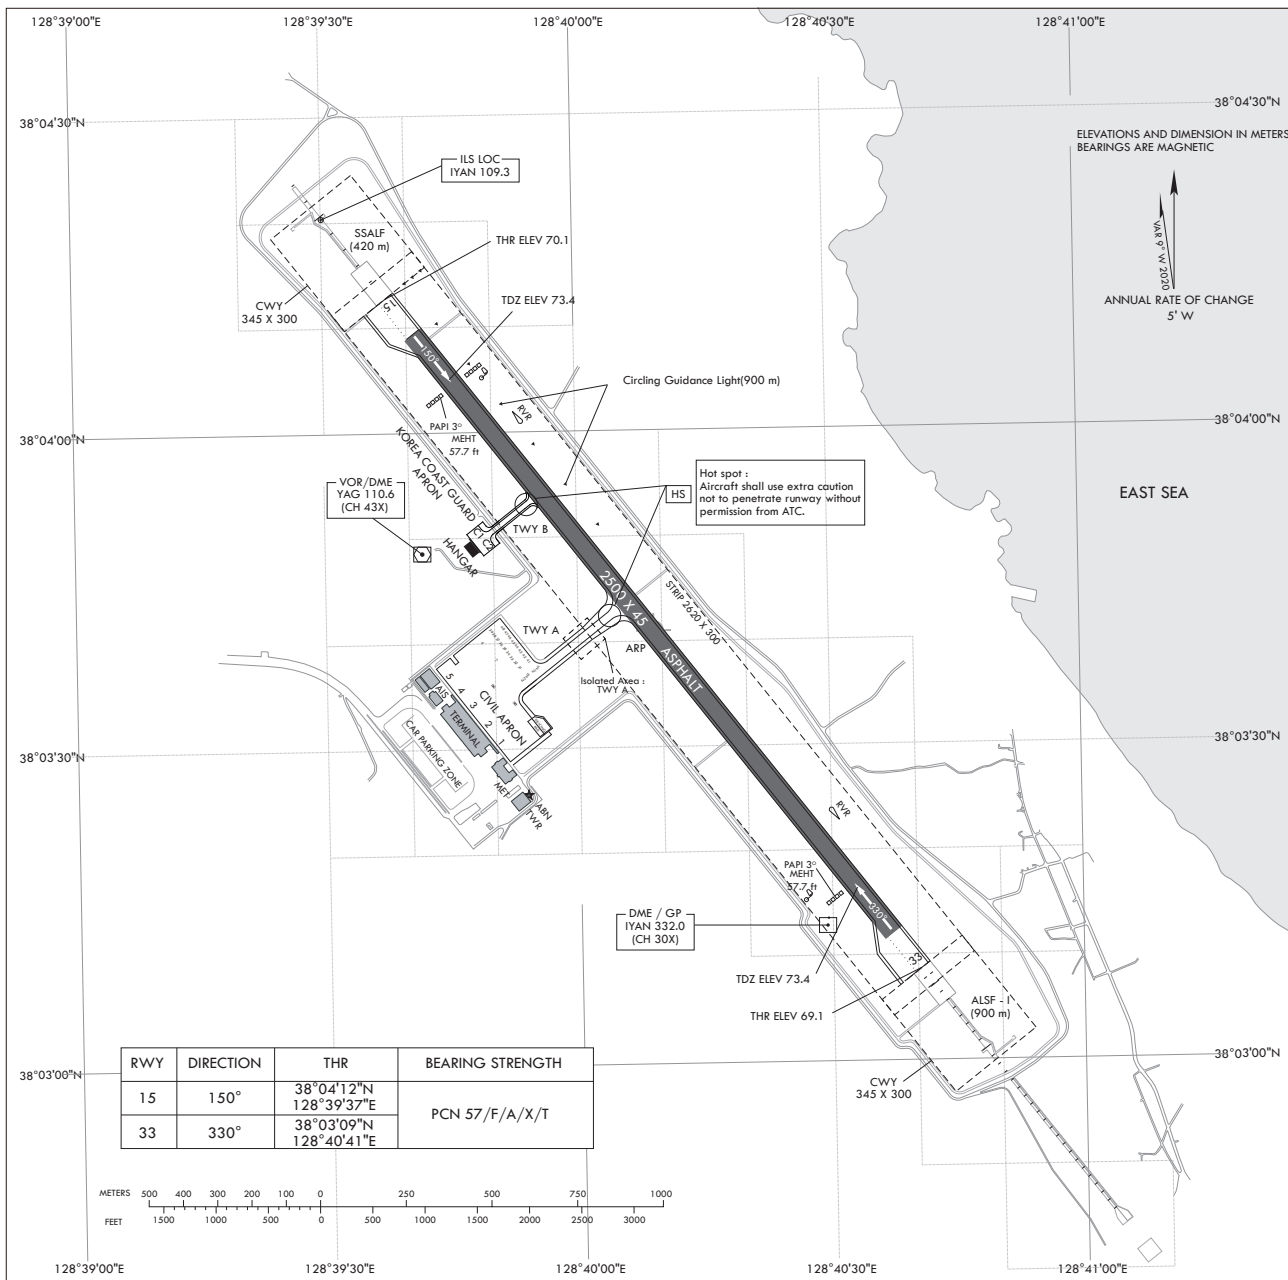 128°39'00"E
128°39'30"E
128°40'00"E
128°40'30"E
128°41'00"E
38°04'30"N
38°04'30"N
ELEVATIONS AND DIMENSION IN METERS
BEARINGS ARE MAGNETIC
VAR 9° W 2020
ANNUAL RATE OF CHANGE
5' W
ILS LOC
IYAN 109.3
SSALF
(420 m)
THR ELEV 70.1
TDZ ELEV 73.4
CWY
345 X 300
15
150°
Circling Guidance Light(900 m)
RVR
PAPI 3°
MEHT
57.7 ft
38°04'00"N
38°04'00"N
KOREA COAST GUARD
APRON
VOR/DME
YAG 110.6
(CH 43X)
HS
Hot spot :
Aircraft shall use extra caution
not to penetrate runway without
permission from ATC.
EAST SEA
C1 C2
TWY B
HANGAR
2500 X 45
ASPHALT
STRIP 2620 X 300
TWY A
ARP
Isolated Area :
TWY A
5
4
3
2
1
CIVIL APRON
AIS
TERMINAL
CAR PARKING ZONE
MET
ABN
TWR
38°03'30"N
38°03'30"N
RVR
PAPI 3°
MEHT
57.7 ft
330°
DME / GP
IYAN 332.0
(CH 30X)
33
TDZ ELEV 73.4
THR ELEV 69.1
ALSF - I
(900 m)
CWY
345 X 300
38°03'00"N
38°03'00"N
RWY DIRECTION THR BEARING STRENGTH
15 150° 38°04'12"N
128°39'37"E
PCN 57/F/A/X/T
33 330° 38°03'09"N
128°40'41"E
METERS 500 400 300 200 100 0 250 500 750 1000
FEET 1500 1000 500 0 500 1000 1500 2000 2500 3000
128°39'00"E
128°39'30"E
128°40'00"E
128°40'30"E
128°41'00"E